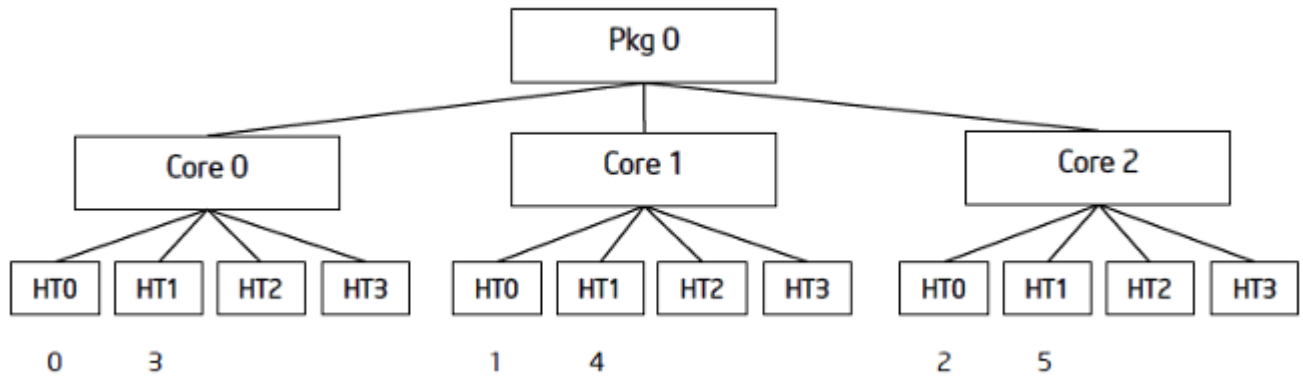 Pkg 0
Core 0 Core 1 Core 2
HT0 HT1 HT2 HT3 HT0 HT1 HT2 HT3 HT0 HT1 HT2 HT3
0 3 1 4 2 5